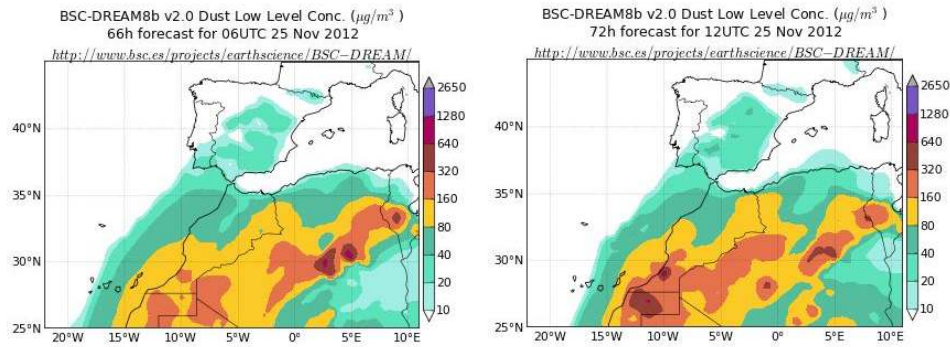 BSC-DREAM8b v2.0 Dust Low Level Conc. (μg/m³ )
66h forecast for 06UTC 25 Nov 2012
http://www.bsc.es/projects/earthscience/BSC−DREAM/
40°N
35°N
30°N
25°N
20°W
15°W
10°W
5°W
0°
5°E
10°E
2650
1280
640
320
160
80
40
20
10
BSC-DREAM8b v2.0 Dust Low Level Conc. (μg/m³ )
72h forecast for 12UTC 25 Nov 2012
http://www.bsc.es/projects/earthscience/BSC−DREAM/
40°N
35°N
30°N
25°N
20°W
15°W
10°W
5°W
0°
5°E
10°E
2650
1280
640
320
160
80
40
20
10